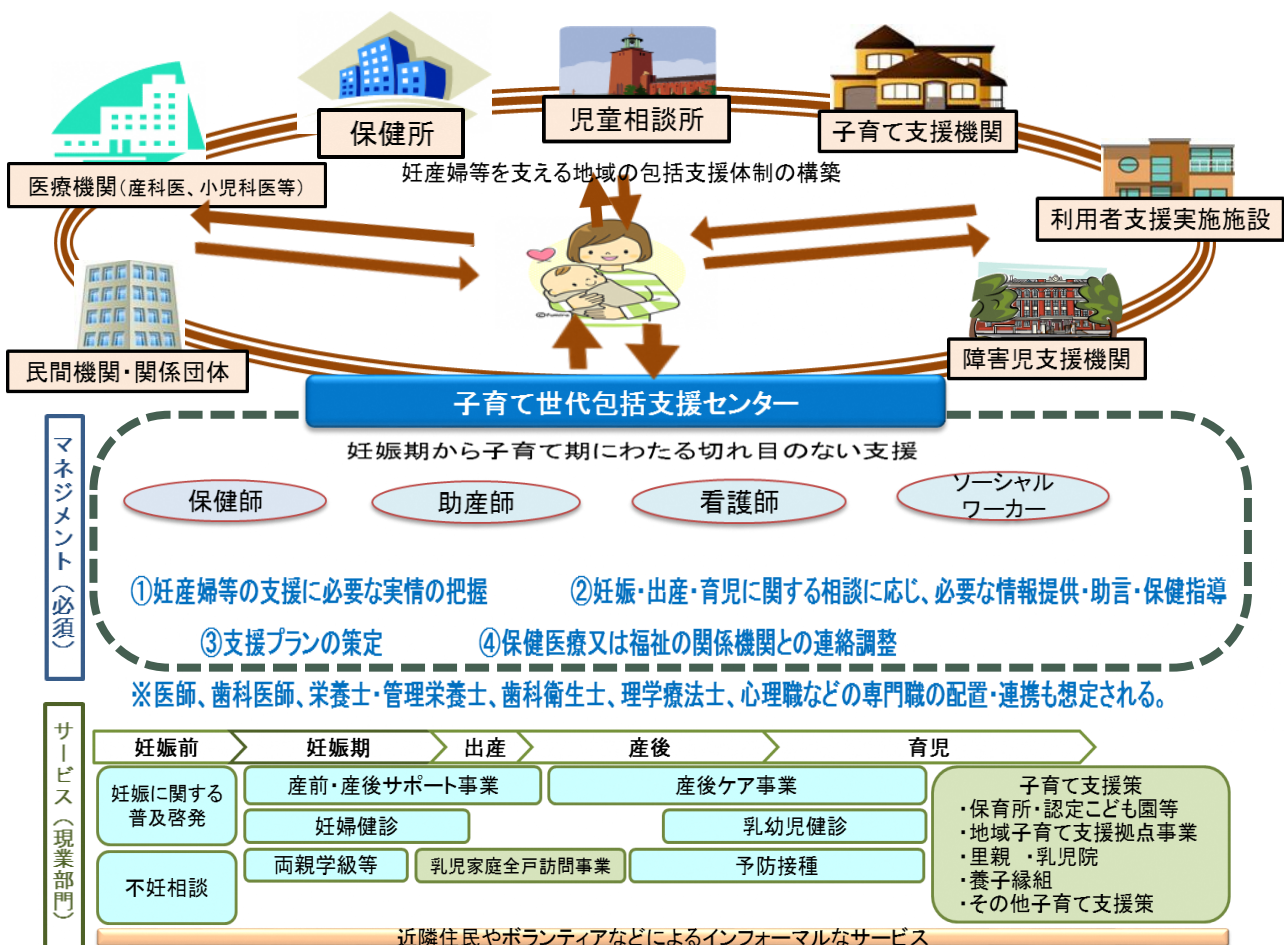 保健所
児童相談所
子育て支援機関
医療機関(産科医、小児科医等)
妊産婦等を支える地域の包括支援体制の構築
利用者支援実施施設
民間機関・関係団体
障害児支援機関
子育て世代包括支援センター
マネジメント(必須)
妊娠期から子育て期にわたる切れ目のない支援
保健師
助産師
看護師
ソーシャル
ワーカー
①妊産婦等の支援に必要な実情の把握
②妊娠・出産・育児に関する相談に応じ、必要な情報提供・助言・保健指導
③支援プランの策定
④保健医療又は福祉の関係機関との連絡調整
※医師、歯科医師、栄養士・管理栄養士、歯科衛生士、理学療法士、心理職などの専門職の配置・連携も想定される。
サービス(現業部門)
妊娠前
妊娠期
出産
産後
育児
妊娠に関する
普及啓発
不妊相談
産前・産後サポート事業
産後ケア事業
妊婦健診
乳幼児健診
両親学級等
乳児家庭全戸訪問事業
予防接種
子育て支援策
・保育所・認定こども園等
・地域子育て支援拠点事業
・里親 ・乳児院
・養子縁組
・その他子育て支援策
近隣住民やボランティアなどによるインフォーマルなサービス